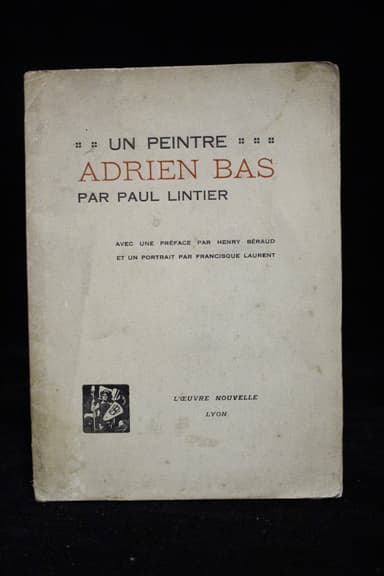 UN PEINTRE
ADRIEN BAS
PAR PAUL LINTIER
AVEC UNE PRÉFACE PAR HENRY BÉRAUD
ET UN PORTRAIT PAR FRANCISQUE LAURENT
L'ŒUVRE NOUVELLE
LYON